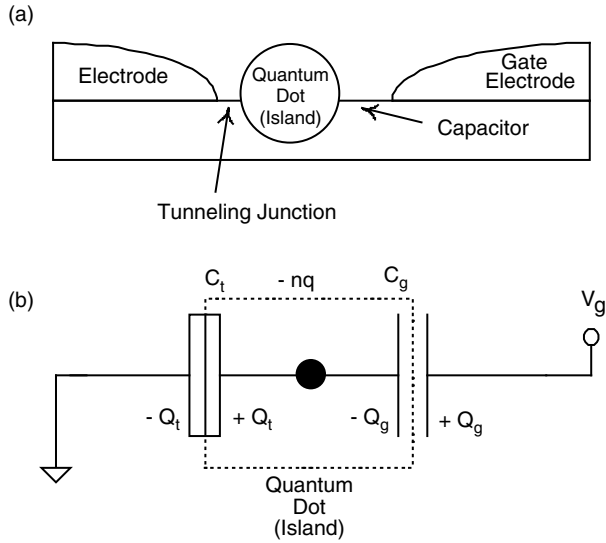 (a)
Electrode
Quantum
Dot
(Island)
Gate
Electrode
Capacitor
Tunneling Junction
(b)
C_t
- nq
C_g
V_g
- Q_t
+ Q_t
- Q_g
+ Q_g
Quantum
Dot
(Island)